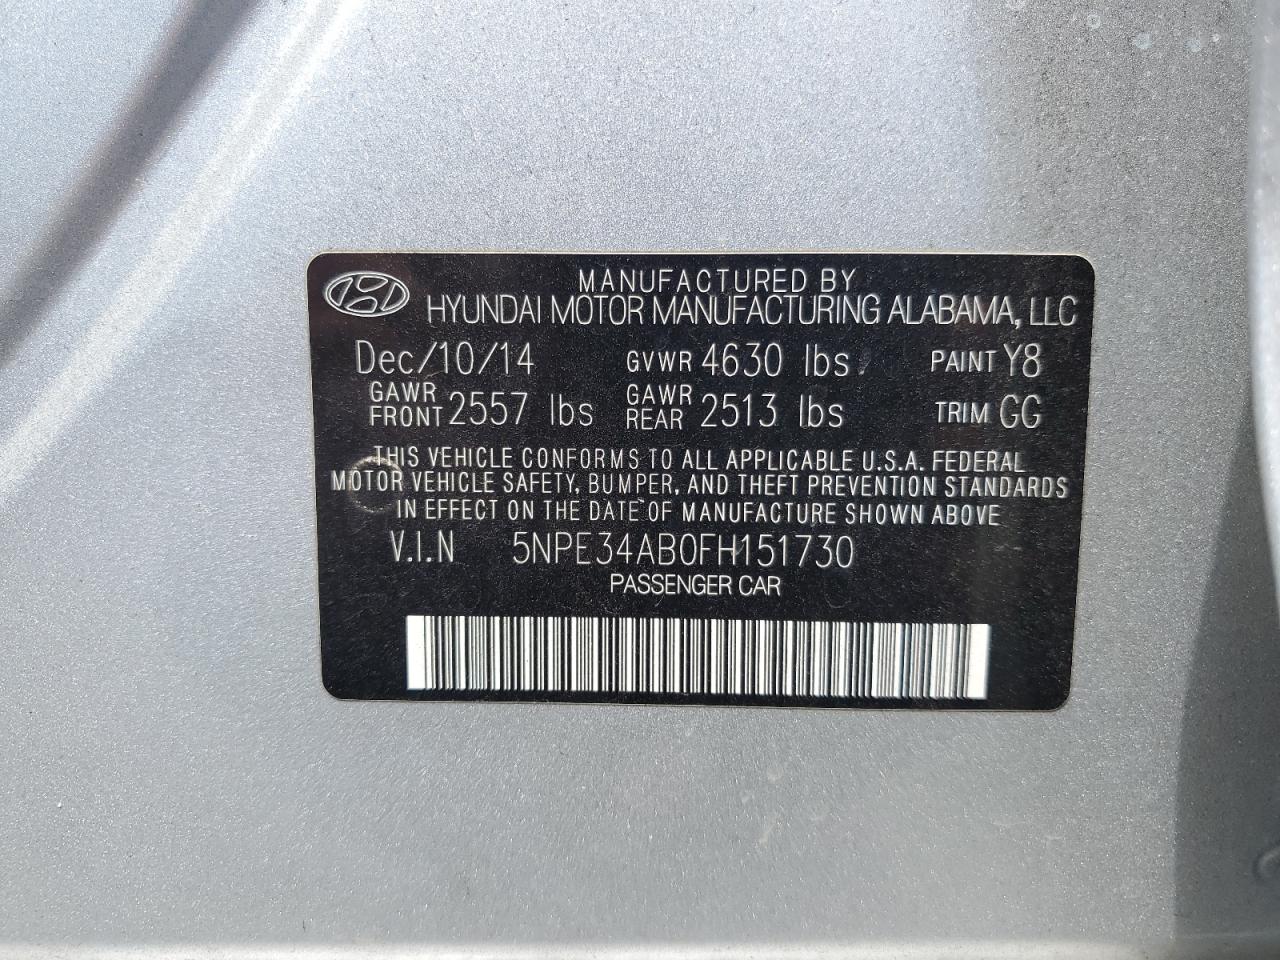 MANUFACTURED BY
HYUNDAI MOTOR MANUFACTURING ALABAMA, LLC
Dec/10/14 GVWR 4630 lbs PAINT Y8
GAWR FRONT 2557 lbs GAWR REAR 2513 lbs TRIM GG
THIS VEHICLE CONFORMS TO ALL APPLICABLE U.S.A. FEDERAL
MOTOR VEHICLE SAFETY, BUMPER, AND THEFT PREVENTION STANDARDS
IN EFFECT ON THE DATE OF MANUFACTURE SHOWN ABOVE
V.I.N 5NPE34AB0FH151730
PASSENGER CAR